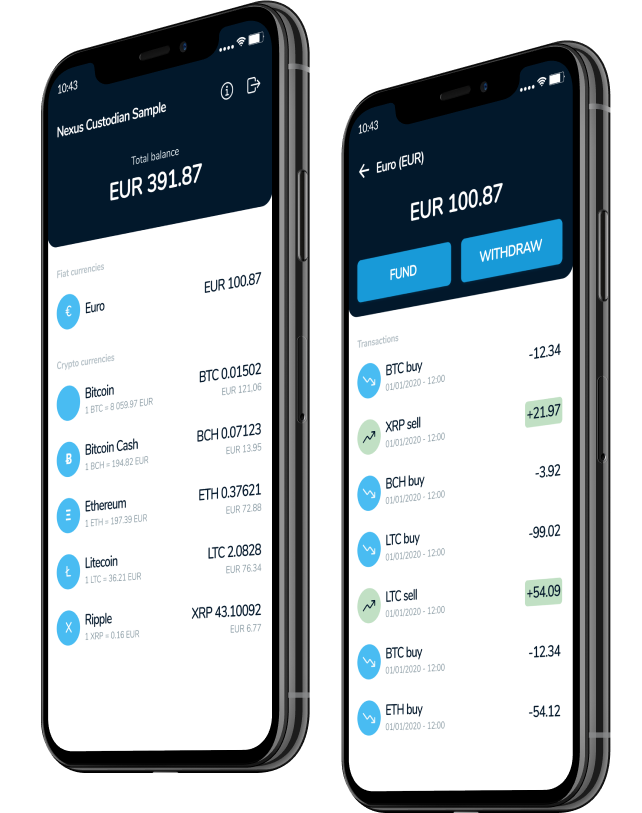 10:43
Nexus Custodian Sample
Total balance
EUR 391.87
Fiat currencies
€
Euro
EUR 100.87
Crypto currencies
Bitcoin
BTC 0.01502
1 BTC = 8 059.97 EUR
EUR 121.06
Bitcoin Cash
BCH 0.07123
1 BCH = 194.82 EUR
EUR 13.95
Ethereum
ETH 0.37621
1 ETH = 197.39 EUR
EUR 72.88
Litecoin
LTC 2.0828
1 LTC = 36.21 EUR
EUR 76.34
Ripple
XRP 43.10092
1 XRP = 0.16 EUR
EUR 6.77
10:43
Euro (EUR)
EUR 100.87
FUND
WITHDRAW
Transactions
BTC buy
-12.34
01/01/2020 - 12:00
XRP sell
+21.97
01/01/2020 - 12:00
BCH buy
-3.92
01/01/2020 - 12:00
LTC buy
-99.02
01/01/2020 - 12:00
LTC sell
+54.09
01/01/2020 - 12:00
BTC buy
-12.34
01/01/2020 - 12:00
ETH buy
-54.12
01/01/2020 - 12:00